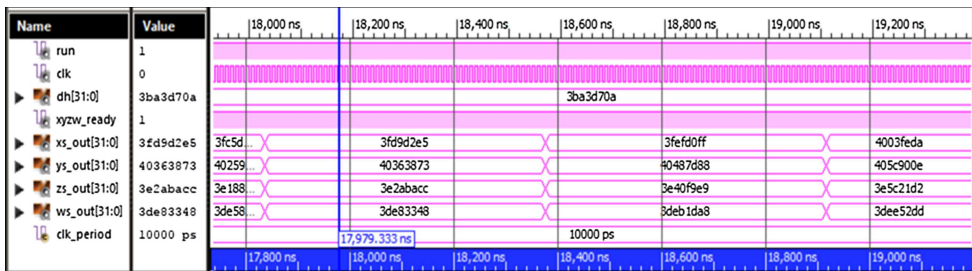 Name Value 18,000 ns 18,200 ns 18,400 ns 18,600 ns 18,800 ns 19,000 ns 19,200 ns
run 1
clk 0
dh[31:0] 3ba3d70a 3ba3d70a
xyzw_ready 1
xs_out[31:0] 3fd9d2e5 3fc5d... 3fd9d2e5 3fefd0ff 4003feda
ys_out[31:0] 40363873 40259... 40363873 40487d88 405c900e
zs_out[31:0] 3e2abacc 3e188... 3e2abacc 3e40f9e9 3e5c21d2
ws_out[31:0] 3de83348 3de58... 3de83348 3deb1da8 3dee52dd
clk_period 10000 ps 10000 ps
17,979.333 ns
17,800 ns 18,000 ns 18,200 ns 18,400 ns 18,600 ns 18,800 ns 19,000 ns